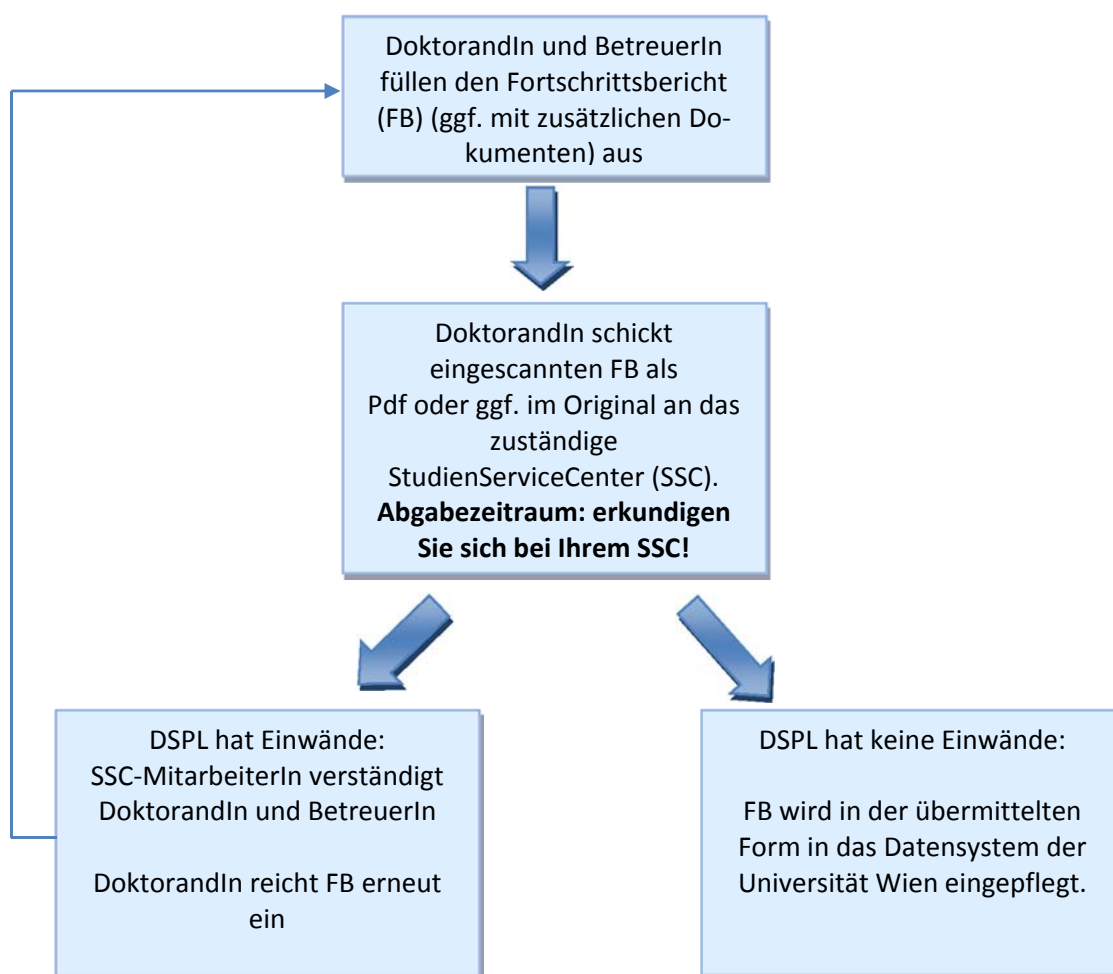 DoktorandIn und BetreuerIn
füllen den Fortschrittsbericht
(FB) (ggf. mit zusätzlichen Do-
kumenten) aus
DoktorandIn schickt
eingescannten FB als
Pdf oder ggf. im Original an das
zuständige
StudienServiceCenter (SSC).
Abgabezeitraum: erkundigen
Sie sich bei Ihrem SSC!
DSPL hat Einwände:
SSC-MitarbeiterIn verständigt
DoktorandIn und BetreuerIn
DoktorandIn reicht FB erneut
ein
DSPL hat keine Einwände:
FB wird in der übermittelten
Form in das Datensystem der
Universität Wien eingepflegt.